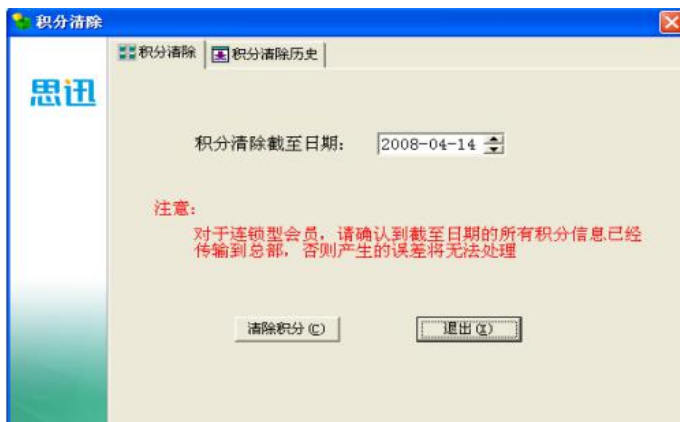 积分清除
积分清除 积分清除历史
思迅
积分清除截至日期: 2008-04-14
注意:
对于连锁型会员, 请确认到截至日期的所有积分信息已经
传输到总部, 否则产生的误差将无法处理
清除积分(C) 退出(X)